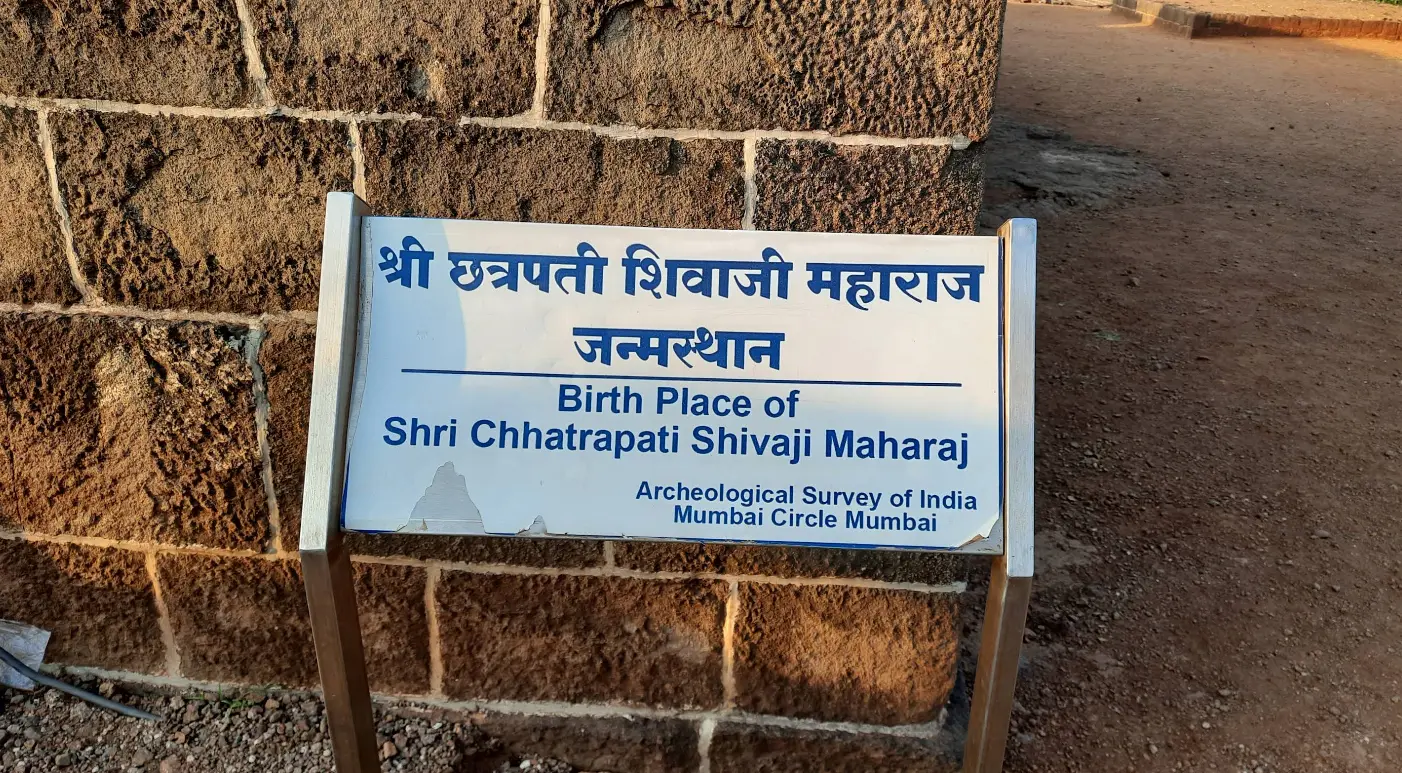 श्री छत्रपती शिवाजी महाराज
जन्मस्थान
Birth Place of
Shri Chhatrapati Shivaji Maharaj
Archeological Survey of India
Mumbai Circle Mumbai